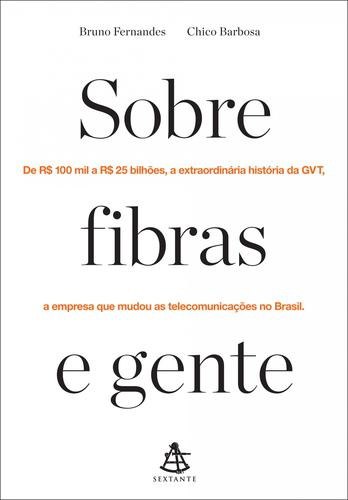 Bruno Fernandes Chico Barbosa
Sobre
De R$ 100 mil a R$ 25 bilhões, a extraordinária história da GVT,
fibras
a empresa que mudou as telecomunicações no Brasil.
e gente
SEXTANTE